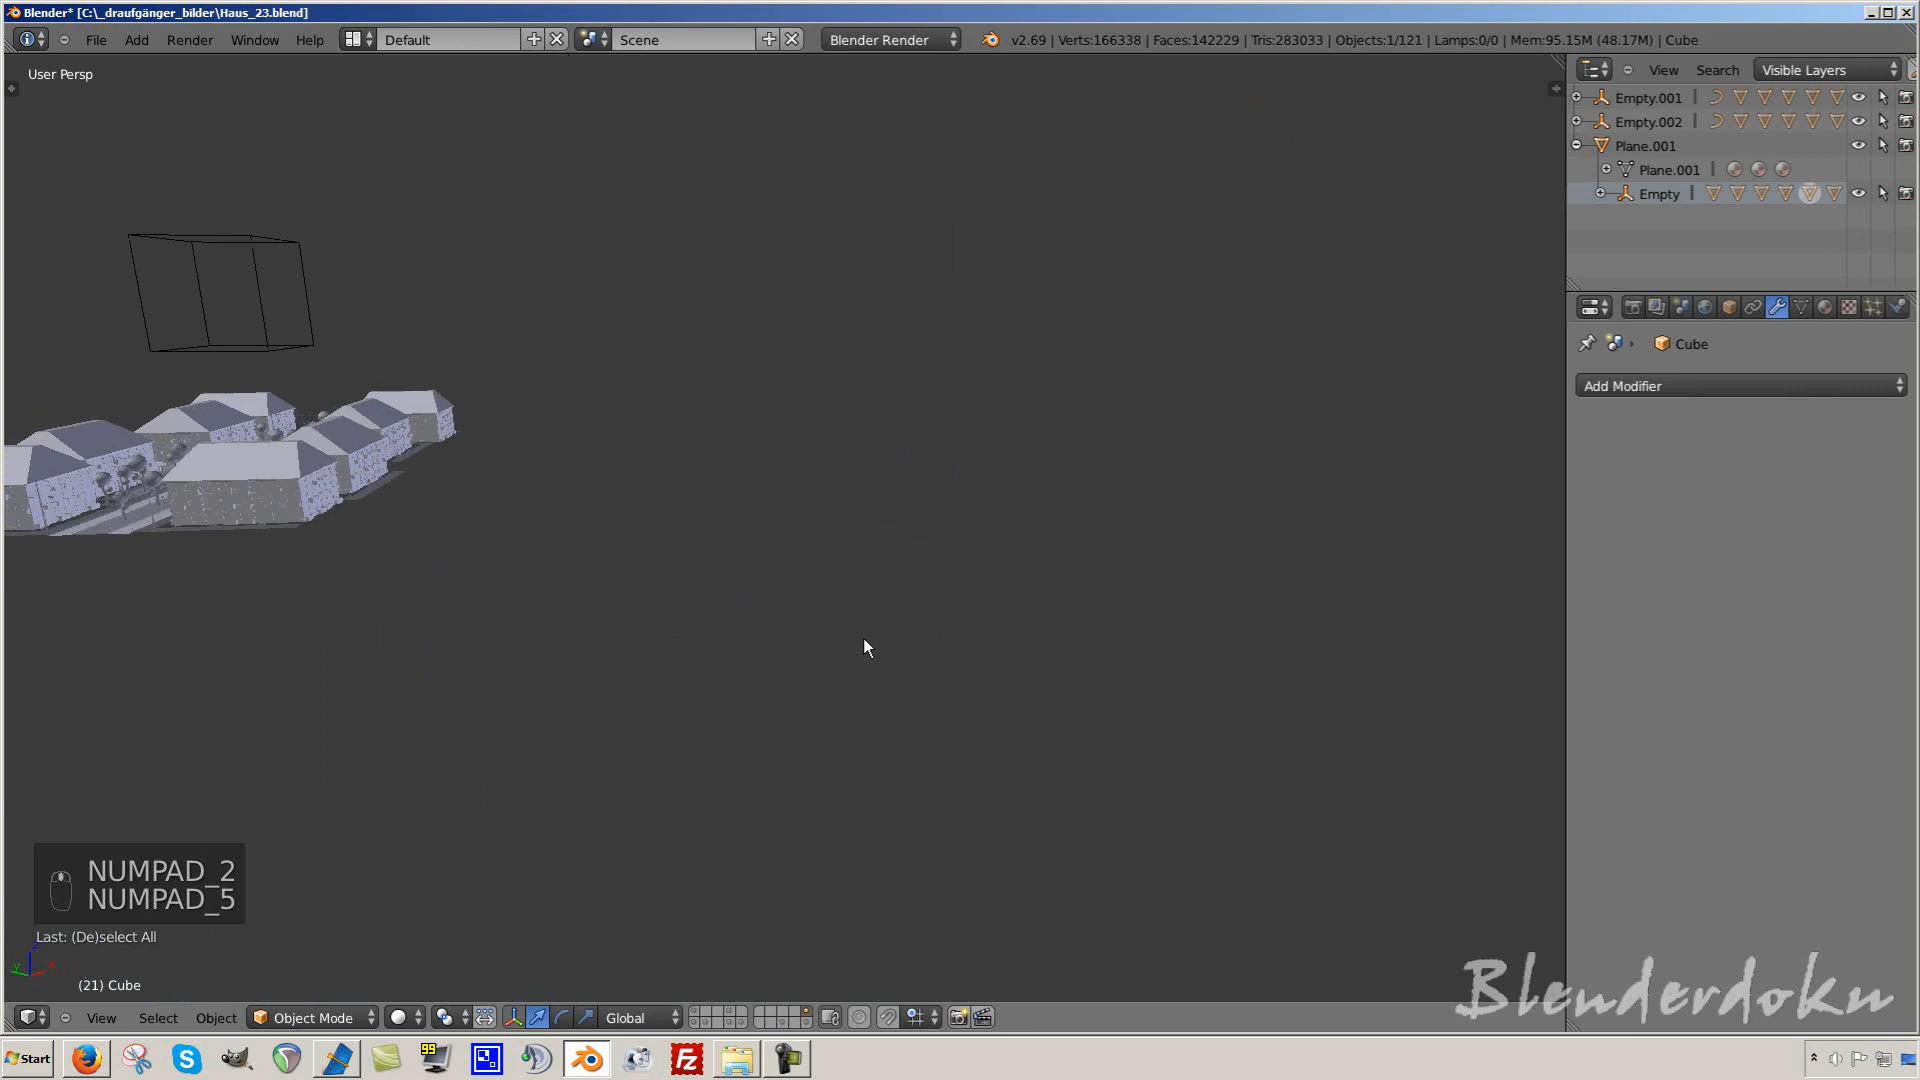 Blender* [C:\_draufgänger_bilder\Haus_23.blend]
File Add Render Window Help Default Scene Blender Render v2.69 | Verts:166338 | Faces:142229 | Tris:283033 | Objects:1/121 | Lamps:0/0 | Mem:95.15M (48.17M) | Cube
User Persp
View Search Visible Layers
Empty.001
Empty.002
Plane.001
Plane.001
Empty
Cube
Add Modifier
NUMPAD_2
NUMPAD_5
Last: (De)select All
(21) Cube
z
y
x
Blenderdoku
View Select Object Object Mode Global
Start
99
Fz